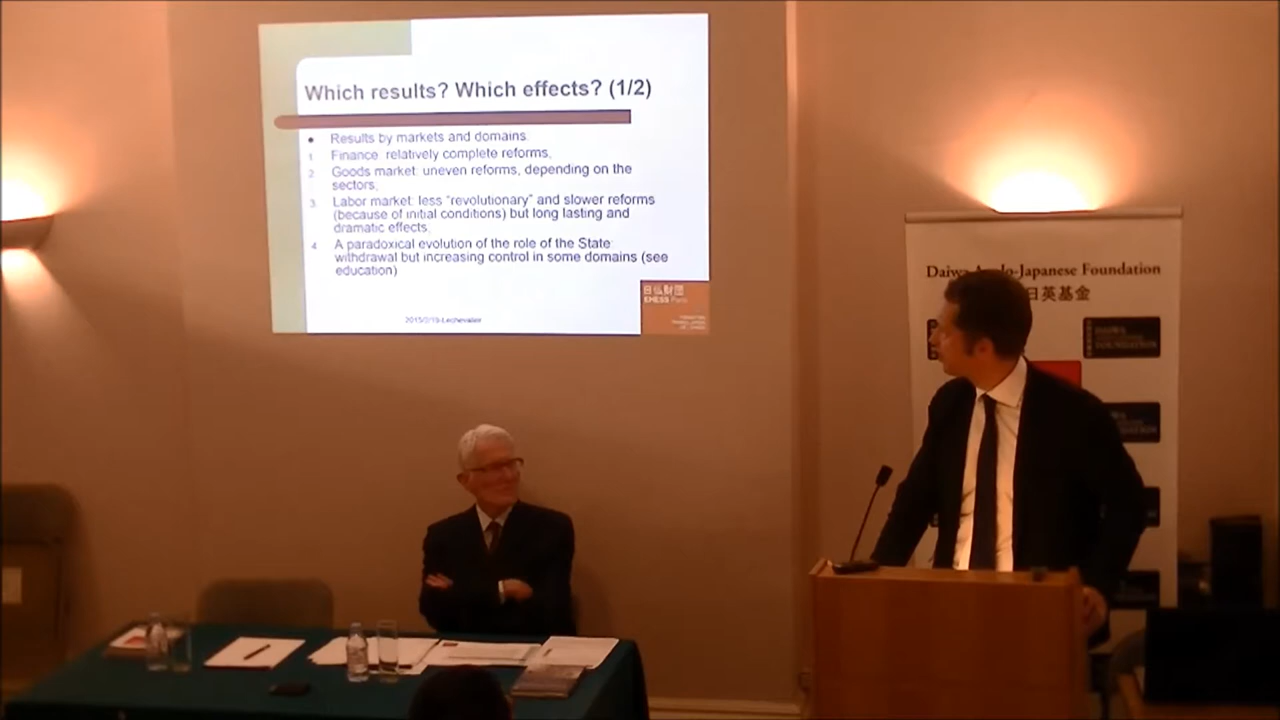 Which results? Which effects? (1/2)
● Results by markets and domains:
1. Finance: relatively complete reforms,
2. Goods market: uneven reforms, depending on the
sectors,
3. Labor market: less "revolutionary" and slower reforms
(because of initial conditions) but long lasting and
dramatic effects,
4. A paradoxical evolution of the role of the State:
withdrawal but increasing control in some domains (see
education)
2015/2/19 Lechevalier
日仏財団
EHESS Paris
Daiwa Anglo-Japanese Foundation
日英基金
DAIWA
FOUNDATION